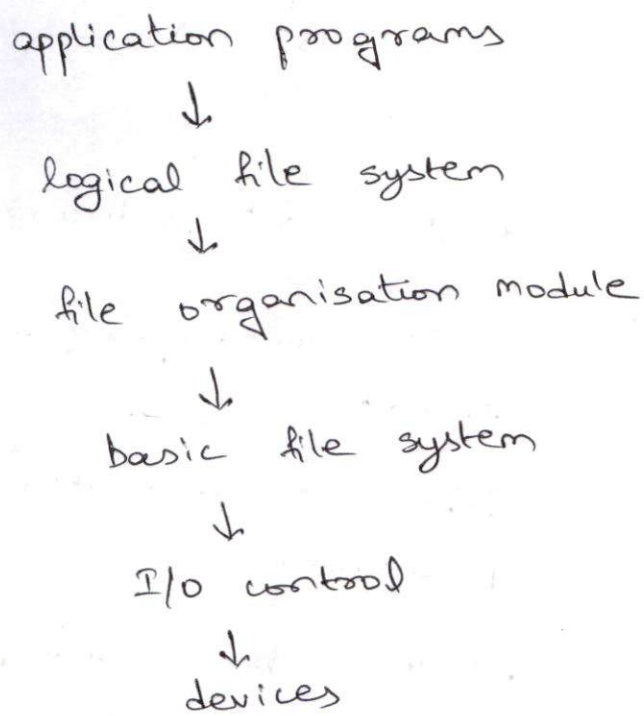 application programs
↓
logical file system
↓
file organisation module
↓
basic file system
↓
I/O control
↓
devices